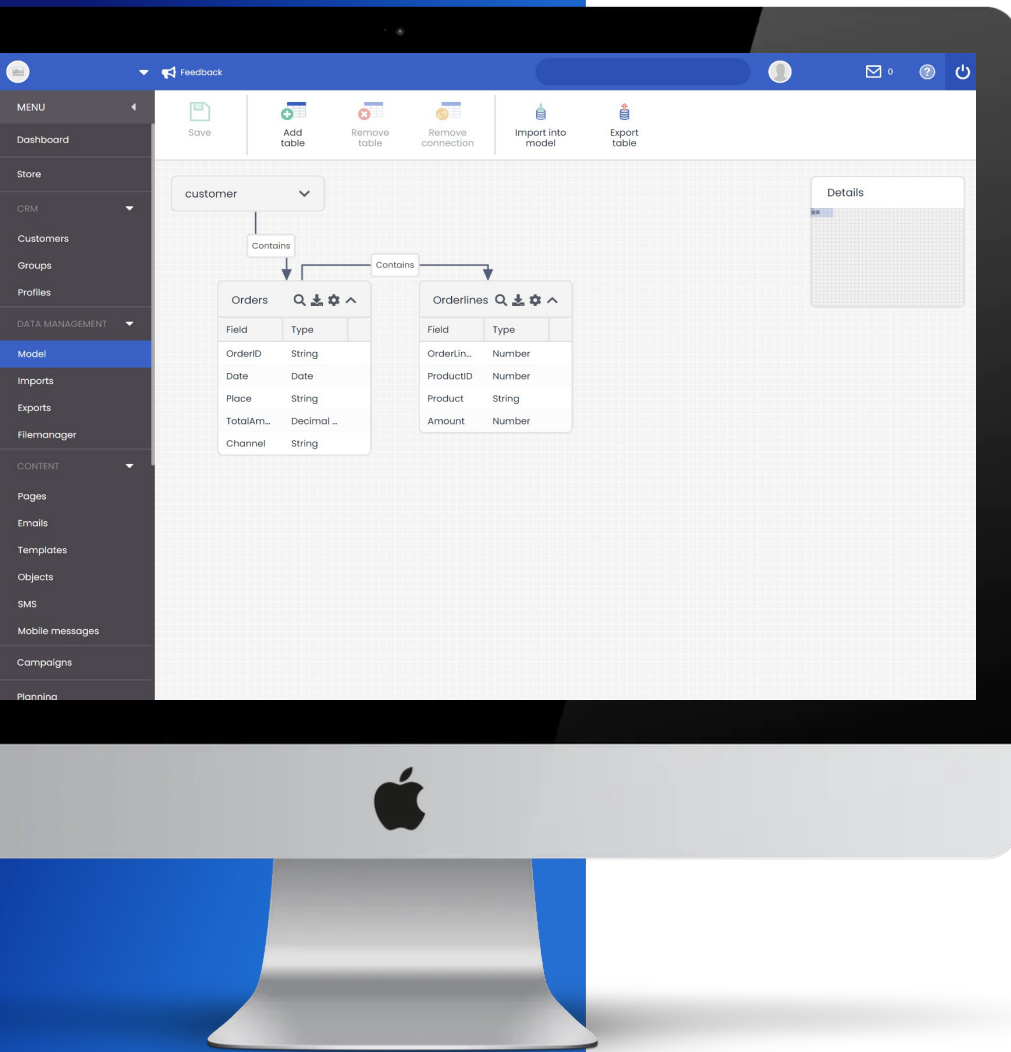 Feedback
0
?
MENU
Dashboard
Store
CRM
Customers
Groups
Profiles
DATA MANAGEMENT
Model
Imports
Exports
Filemanager
CONTENT
Pages
Emails
Templates
Objects
SMS
Mobile messages
Campaigns
Planning
Save
Add
table
Remove
table
Remove
connection
Import into
model
Export
table
customer
Contains
Contains
Orders
Field Type
OrderID String
Date Date
Place String
TotalAm... Decimal ...
Channel String
Orderlines
Field Type
OrderLin... Number
ProductID Number
Product String
Amount Number
Details